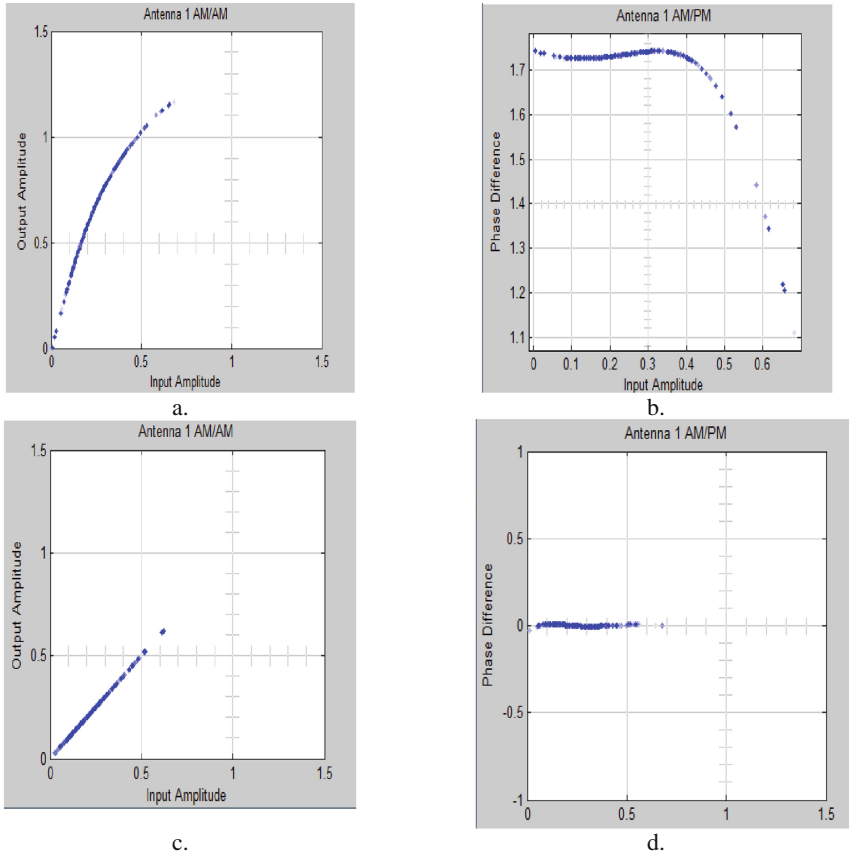 Antenna 1 AM/AM
1.5
1
0.5
0
Output Amplitude
0 0.5 1 1.5
Input Amplitude
a.
Antenna 1 AM/PM
1.7
1.6
1.5
1.4
1.3
1.2
1.1
Phase Difference
0 0.1 0.2 0.3 0.4 0.5 0.6
Input Amplitude
b.
Antenna 1 AM/AM
1.5
1
0.5
0
Output Amplitude
0 0.5 1 1.5
Input Amplitude
c.
Antenna 1 AM/PM
1
0.5
0
-0.5
-1
Phase Difference
0 0.5 1 1.5
d.